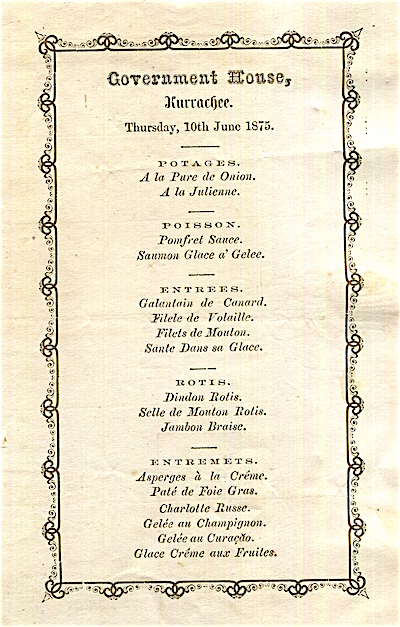 Government House,
Kurrachee.
Thursday, 10th June 1875.
POTAGES.
A la Pure de Onion.
A la Julienne.
POISSON.
Pomfret Sauce.
Saumon Glace a' Gelee.
ENTREES.
Galantain de Canard.
Filele de Volaille.
Filets de Mouton.
Sante Dans sa Glace.
ROTIS.
Dindon Rotis.
Selle de Mouton Rotis.
Jambon Braise.
ENTREMETS.
Asperges à la Créme.
Paté de Foie Gras.
Charlotte Russe.
Gelée au Champignon.
Gelée au Curaçâo.
Glace Créme aux Fruites.